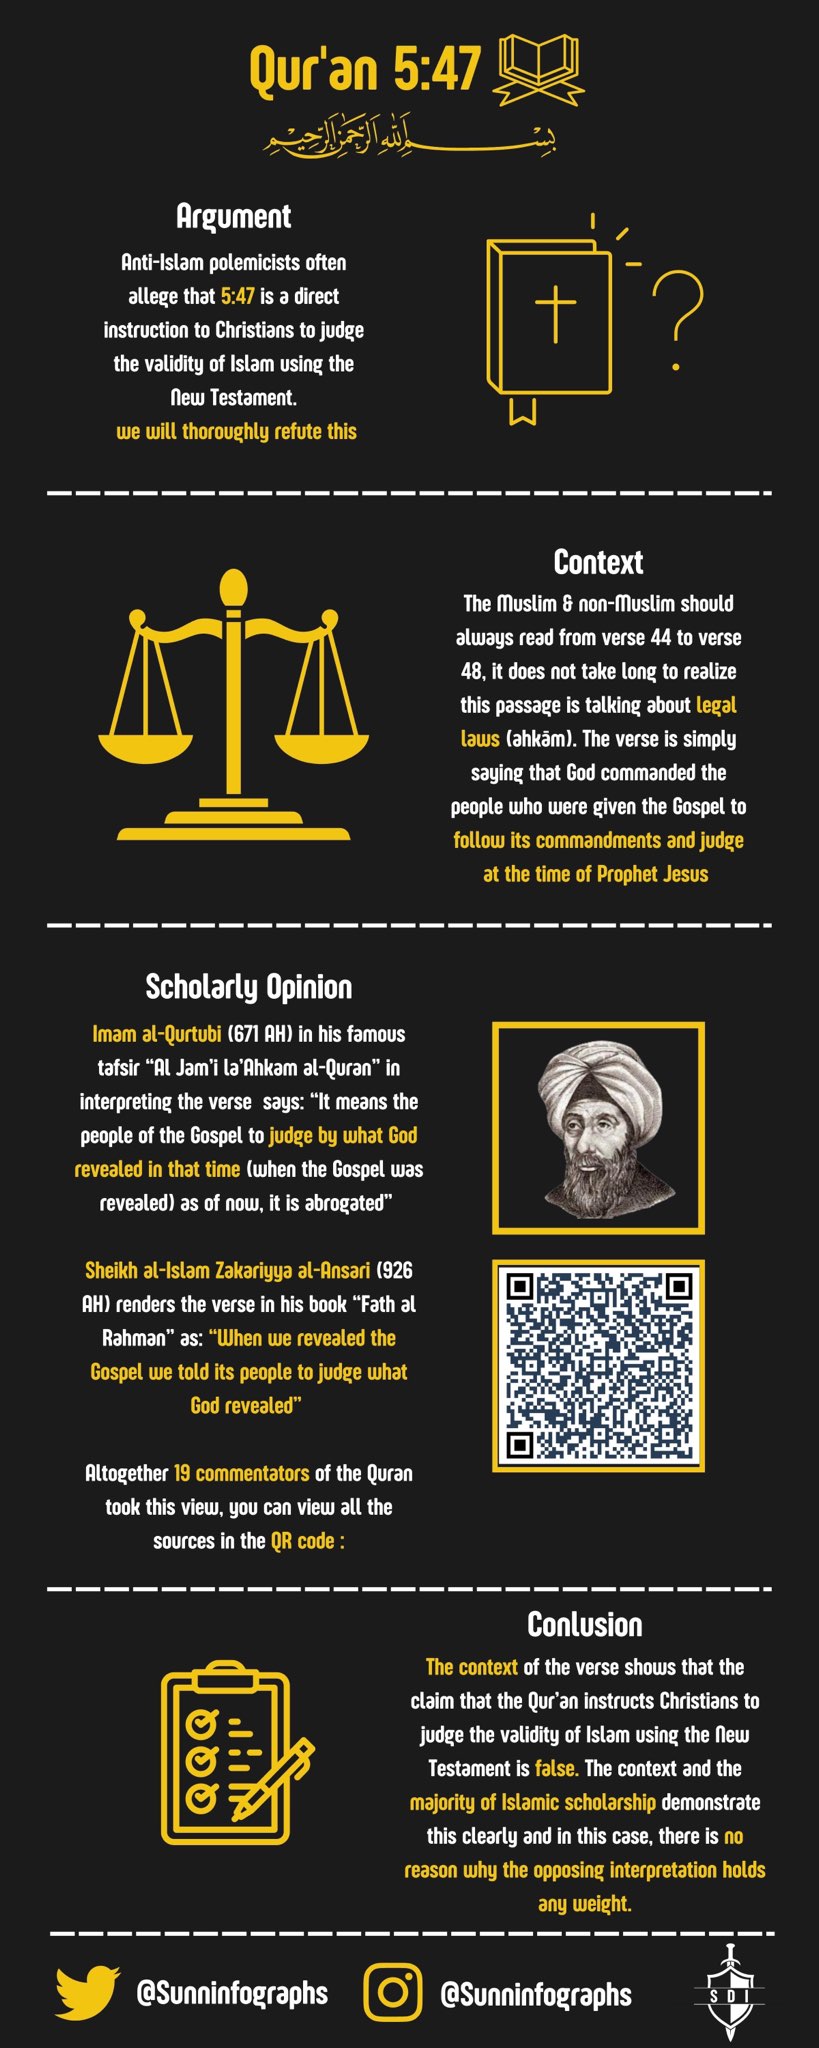 Qur'an 5:47
بِسْمِ اللهِ الرَّحْمٰنِ الرَّحِيْمِ
Argument
Anti-Islam polemicists often
allege that 5:47 is a direct
instruction to Christians to judge
the validity of Islam using the
New Testament.
we will thoroughly refute this
Context
The Muslim & non-Muslim should
always read from verse 44 to verse
48, it does not take long to realize
this passage is talking about legal
laws (ahkām). The verse is simply
saying that God commanded the
people who were given the Gospel to
follow its commandments and judge
at the time of Prophet Jesus
Scholarly Opinion
Imam al-Qurtubi (671 AH) in his famous
tafsir “Al Jam’i la’Ahkam al-Quran” in
interpreting the verse says: “It means the
people of the Gospel to judge by what God
revealed in that time (when the Gospel was
revealed) as of now, it is abrogated”
Sheikh al-Islam Zakariyya al-Ansari (926
AH) renders the verse in his book “Fath al
Rahman” as: “When we revealed the
Gospel we told its people to judge what
God revealed”
Altogether 19 commentators of the Quran
took this view, you can view all the
sources in the QR code :
Conlusion
The context of the verse shows that the
claim that the Qur’an instructs Christians to
judge the validity of Islam using the New
Testament is false. The context and the
majority of Islamic scholarship demonstrate
this clearly and in this case, there is no
reason why the opposing interpretation holds
any weight.
@Sunninfographs
@Sunninfographs
SDI